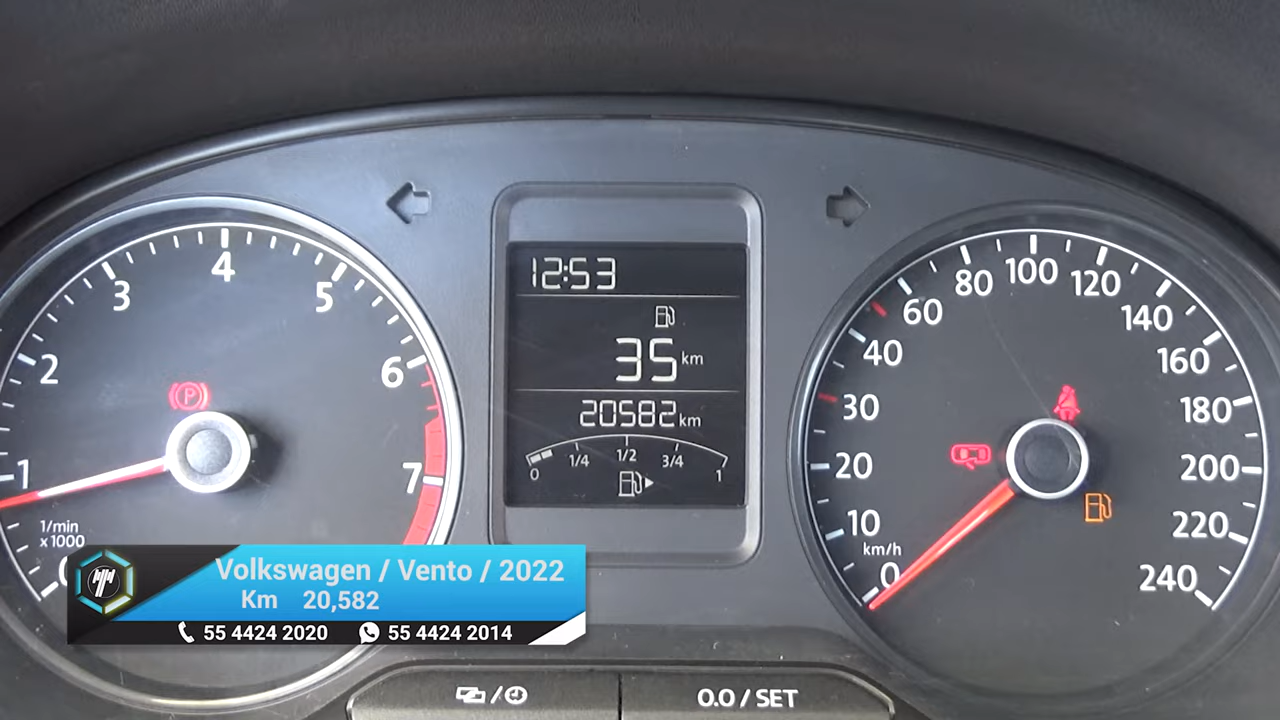 1
2
3
4
5
6
7
1/min
x1000
0
P
12:53
35 km
20582 km
0 1/4 1/2 3/4 1
0
10
20
30
40
60
80
100
120
140
160
180
200
220
240
km/h
Volkswagen / Vento / 2022
Km 20,582
55 4424 2020 55 4424 2014
0.0 / SET